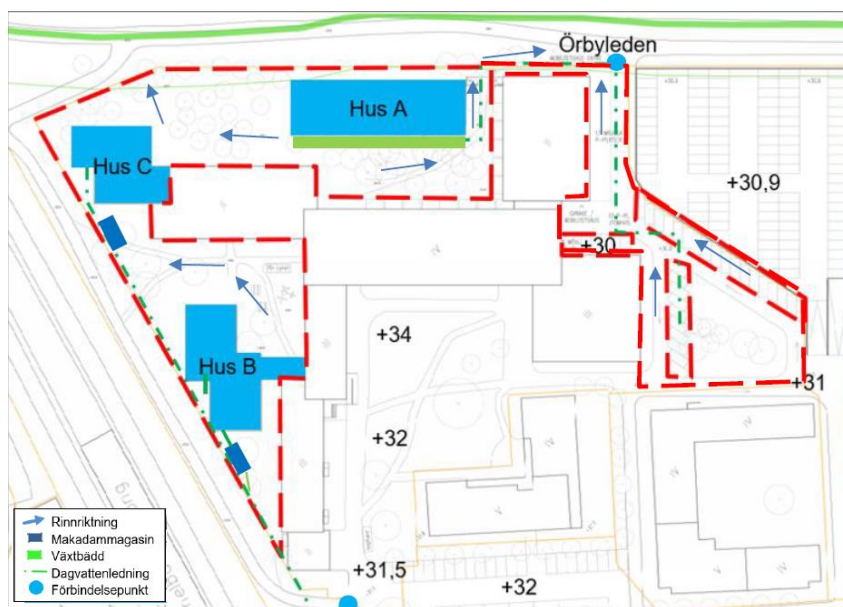 Örbyleden
Hus A
Hus C
+30,9
+30
+34
Hus B
+31
+32
+31,5
+32
Rinnriktning
Makadammagasin
Växtbädd
Dagvattenledning
Förbindelsepunkt